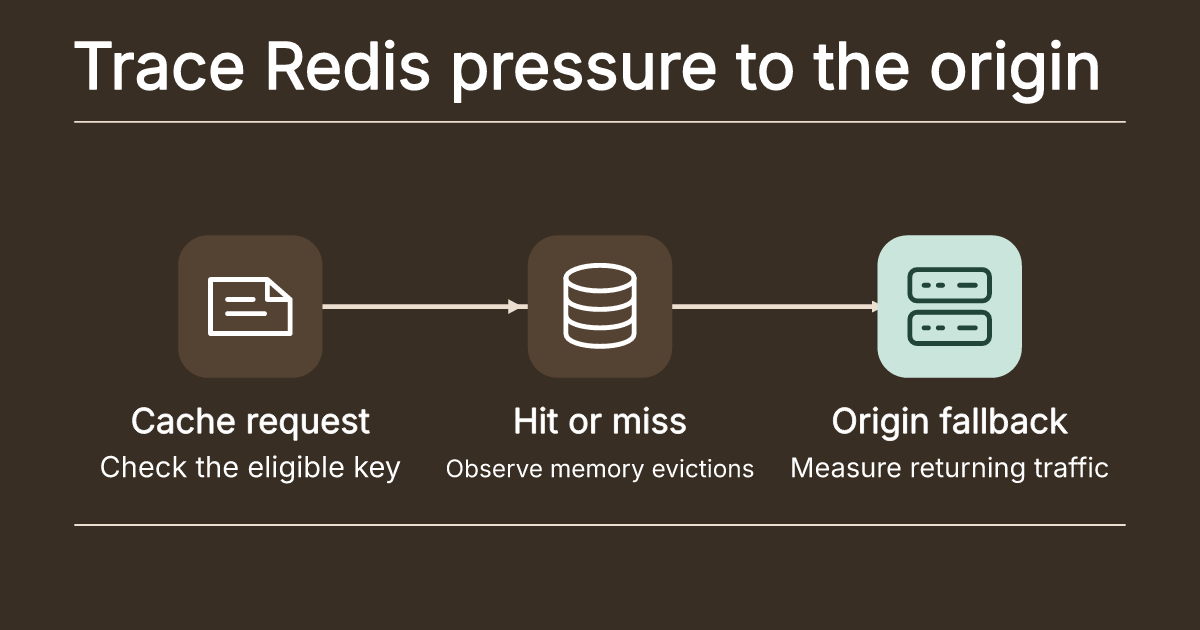 Trace Redis pressure to the origin
Cache request
Check the eligible key
Hit or miss
Observe memory evictions
Origin fallback
Measure returning traffic